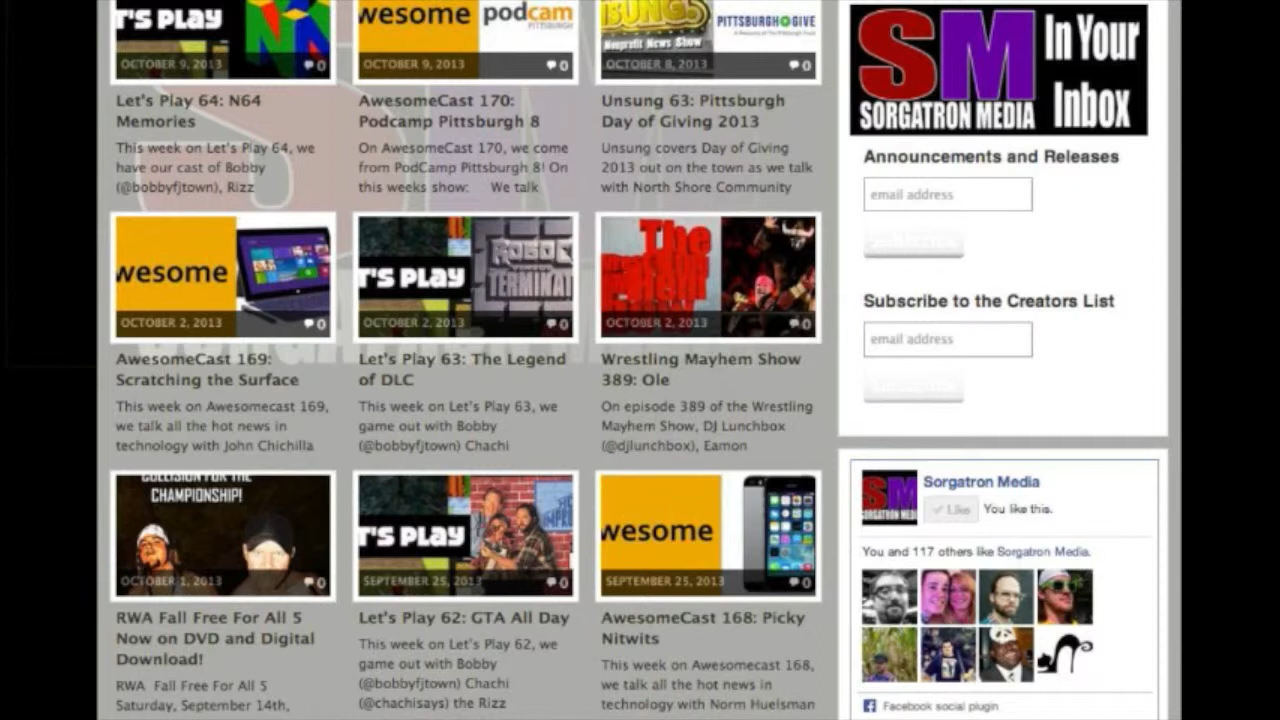 T'S PLAY
OCTOBER 9, 2013
0
Let's Play 64: N64
Memories
This week on Let's Play 64, we
have our cast of Bobby
(@bobbyfjtown), Rizz
wesome
podcam
PITTSBURGH
OCTOBER 9, 2013
0
AwesomeCast 170:
Podcamp Pittsburgh 8
On AwesomeCast 170, we come
from PodCamp Pittsburgh 8! On
this weeks show: We talk
NSUNG
Nonprofit News Show
PITTSBURGH GIVE
OCTOBER 8, 2013
0
Unsung 63: Pittsburgh
Day of Giving 2013
Unsung covers Day of Giving
2013 out on the town as we talk
with North Shore Community
wesome
OCTOBER 2, 2013
0
AwesomeCast 169:
Scratching the Surface
This week on Awesomecast 169,
we talk all the hot news in
technology with John Chichilla
T'S PLAY
ROBOC
TERMINAT
OCTOBER 2, 2013
0
Let's Play 63: The Legend
of DLC
This week on Let's Play 63, we
game out with Bobby
(@bobbyfjtown) Chachi
The
OCTOBER 2, 2013
0
Wrestling Mayhem Show
389: Ole
On episode 389 of the Wrestling
Mayhem Show, DJ Lunchbox
(@djlunchbox), Eamon
COLLISION FOR THE
CHAMPIONSHIP!
OCTOBER 1, 2013
0
RWA Fall Free For All 5
Now on DVD and Digital
Download!
RWA Fall Free For All 5
Saturday, September 14th,
T'S PLAY
SEPTEMBER 25, 2013
0
Let's Play 62: GTA All Day
This week on Let's Play 62, we
game out with Bobby
(@bobbyfjtown) Chachi
(@chachisays) the Rizz
wesome
SEPTEMBER 25, 2013
0
AwesomeCast 168: Picky
Nitwits
This week on Awesomecast 168,
we talk all the hot news in
technology with Norm Huelsman
SM
SORGATRON MEDIA
In Your
Inbox
Announcements and Releases
email address
Subscribe to the Creators List
email address
SM
SORGATRON MEDIA
Sorgatron Media
Like
You like this.
You and 117 others like Sorgatron Media.
Facebook social plugin